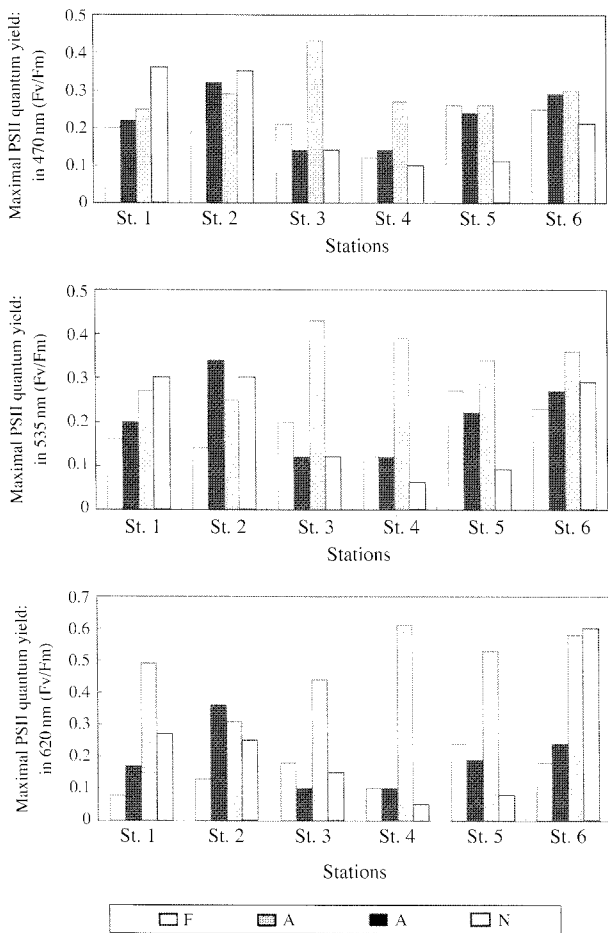 Maximal PSII quantum yield:
in 470 nm (Fv/Fm)
0.5
0.4
0.3
0.2
0.1
0
St. 1 St. 2 St. 3 St. 4 St. 5 St. 6
Stations
Maximal PSII quantum yield:
in 535 nm (Fv/Fm)
0.5
0.4
0.3
0.2
0.1
0
St. 1 St. 2 St. 3 St. 4 St. 5 St. 6
Stations
Maximal PSII quantum yield:
in 620 nm (Fv/Fm)
0.7
0.6
0.5
0.4
0.3
0.2
0.1
0
St. 1 St. 2 St. 3 St. 4 St. 5 St. 6
Stations
F A A N